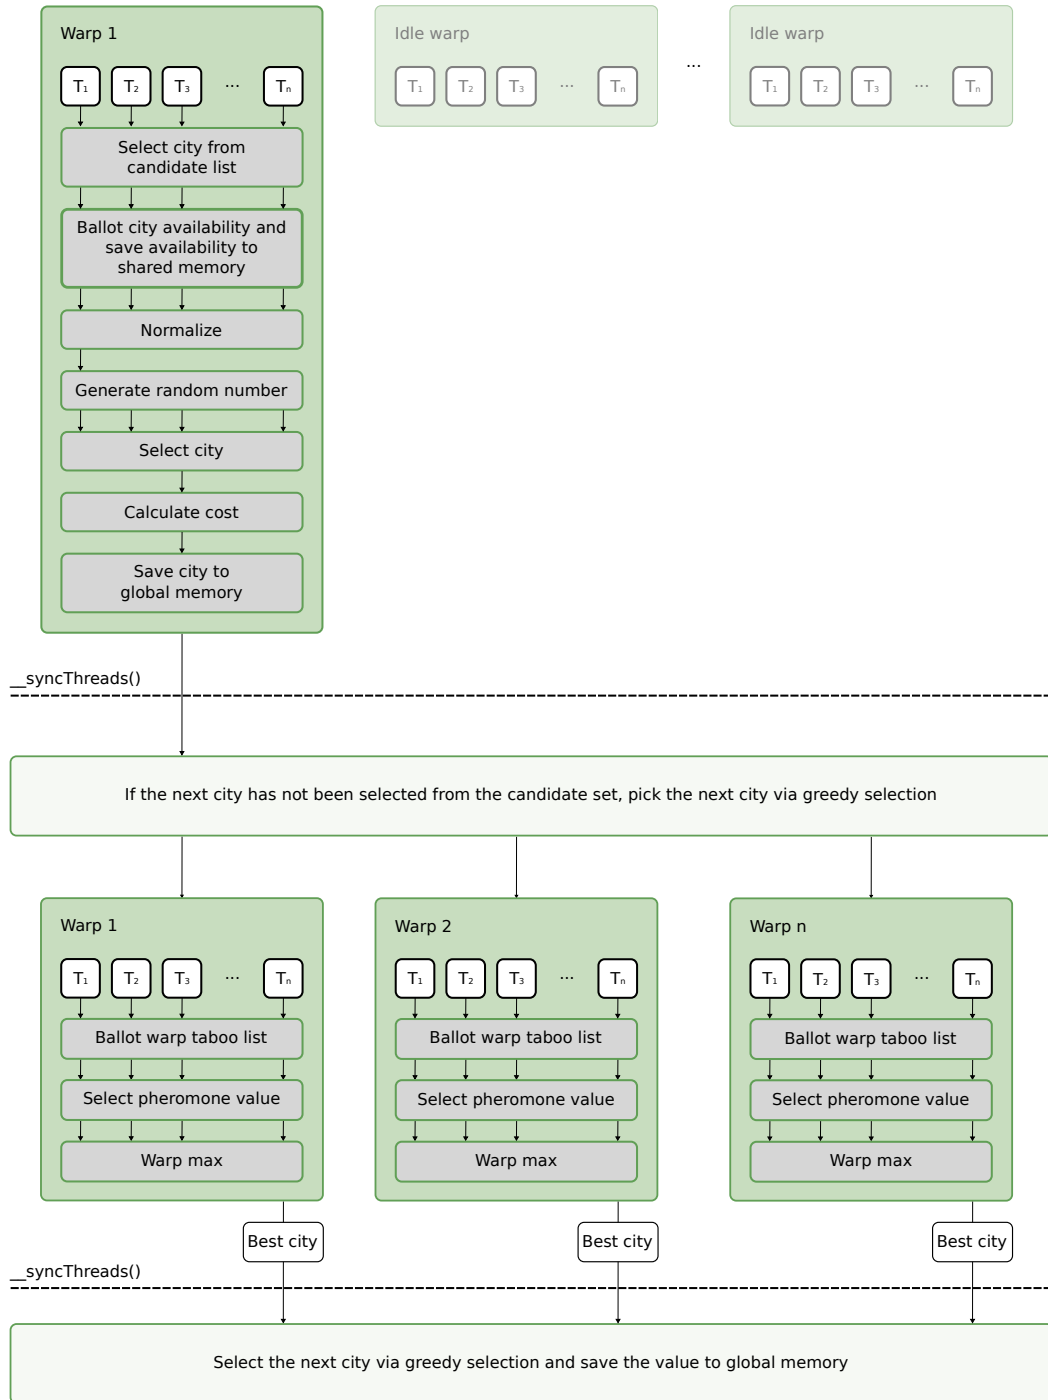 Warp 1
T₁ T₂ T₃ ... Tₙ
Select city from
candidate list
Ballot city availability and
save availability to
shared memory
Normalize
Generate random number
Select city
Calculate cost
Save city to
global memory
Idle warp
T₁ T₂ T₃ ... Tₙ
...
Idle warp
T₁ T₂ T₃ ... Tₙ
__syncThreads()
If the next city has not been selected from the candidate set, pick the next city via greedy selection
Warp 1
T₁ T₂ T₃ ... Tₙ
Ballot warp taboo list
Select pheromone value
Warp max
Best city
Warp 2
T₁ T₂ T₃ ... Tₙ
Ballot warp taboo list
Select pheromone value
Warp max
Best city
Warp n
T₁ T₂ T₃ ... Tₙ
Ballot warp taboo list
Select pheromone value
Warp max
Best city
__syncThreads()
Select the next city via greedy selection and save the value to global memory